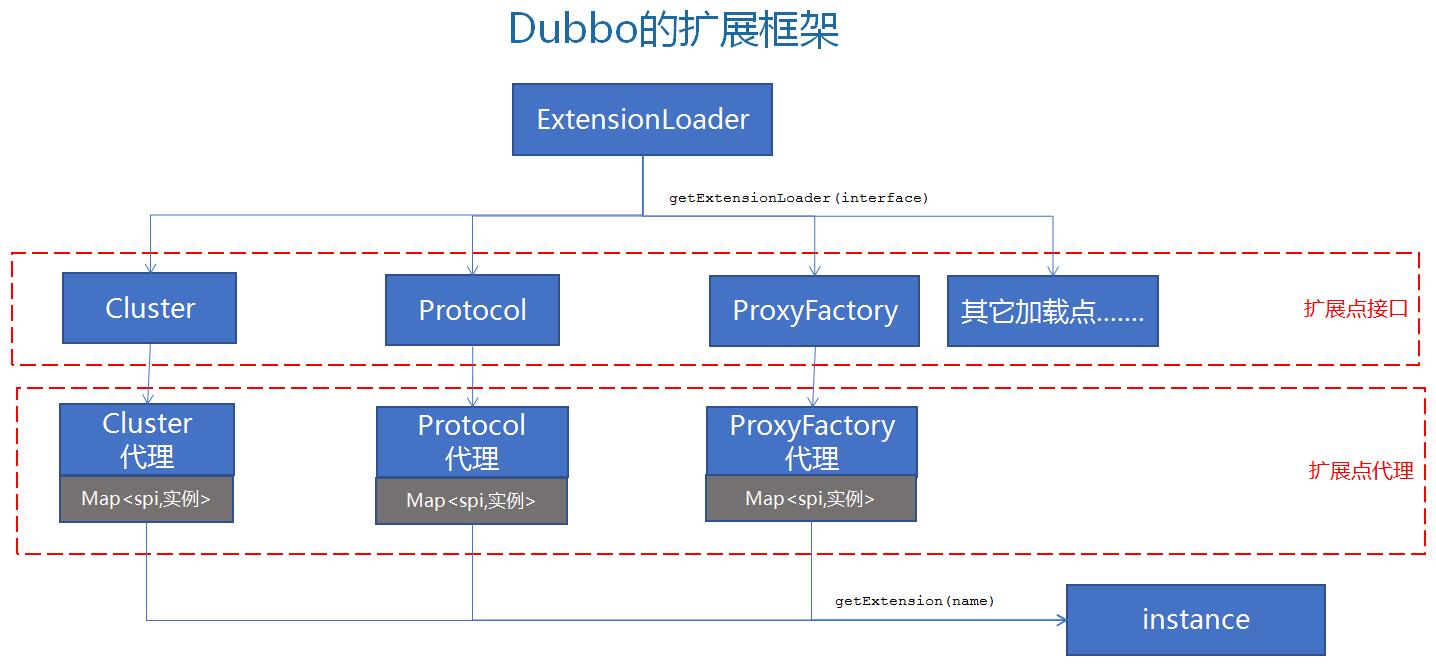 Dubbo的扩展框架
ExtensionLoader
getExtensionLoader(interface)
Cluster
Protocol
ProxyFactory
其它加载点.......
扩展点接口
Cluster
代理
Map<spi,实例>
Protocol
代理
Map<spi,实例>
ProxyFactory
代理
Map<spi,实例>
扩展点代理
getExtension(name)
instance